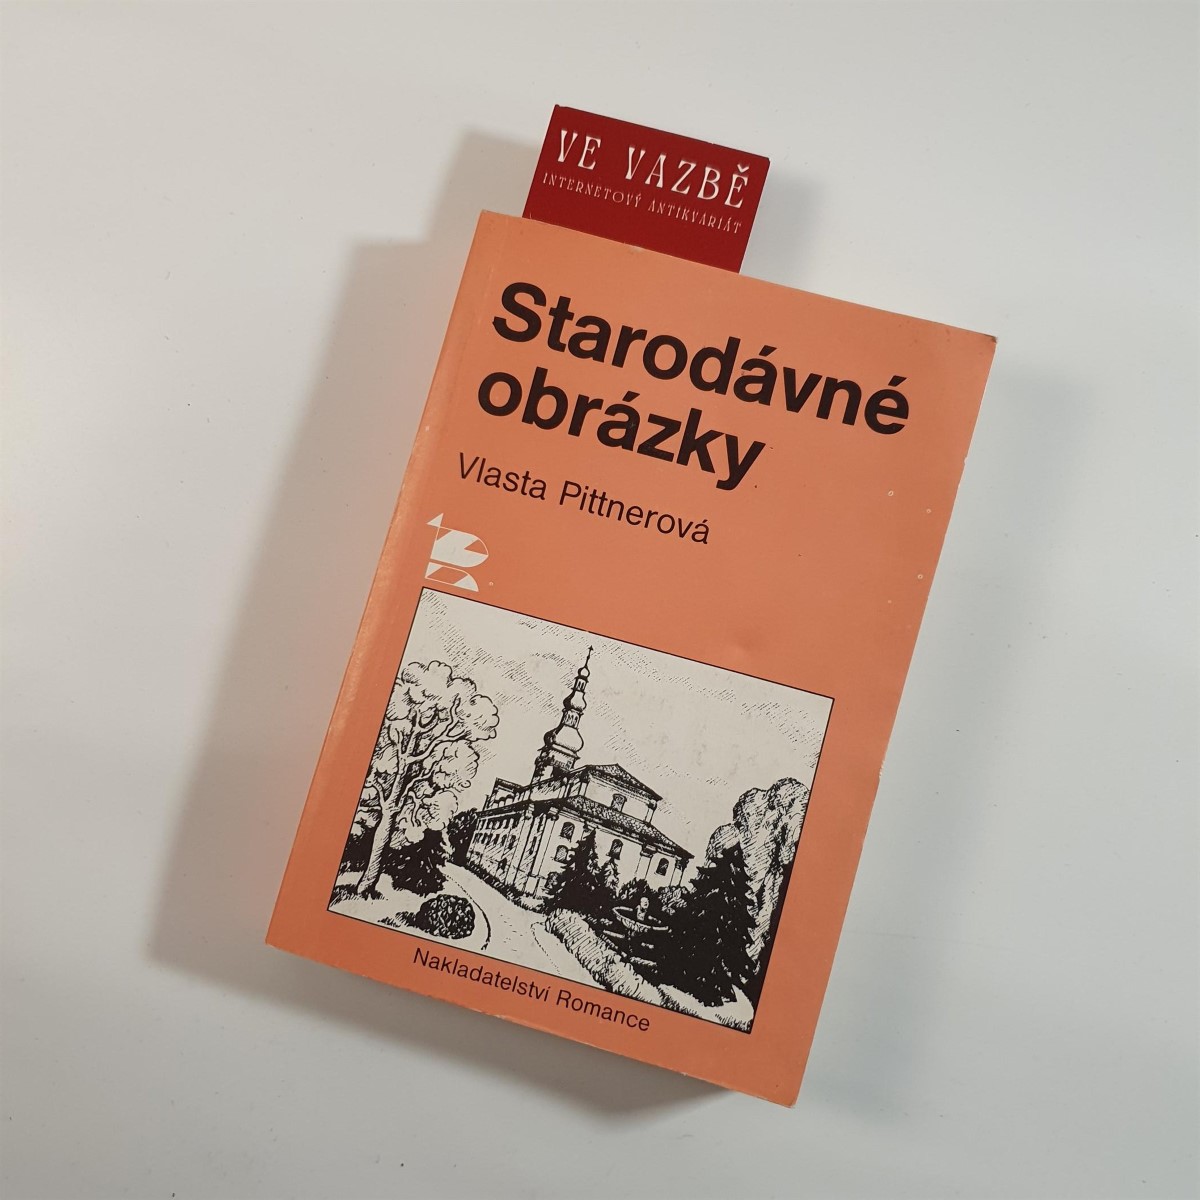 VE VAZBĚ
INTERNETOVÝ ANTIKVARIÁT
Starodávné
obrázky
Vlasta Pittnerová
Nakladatelství Romance